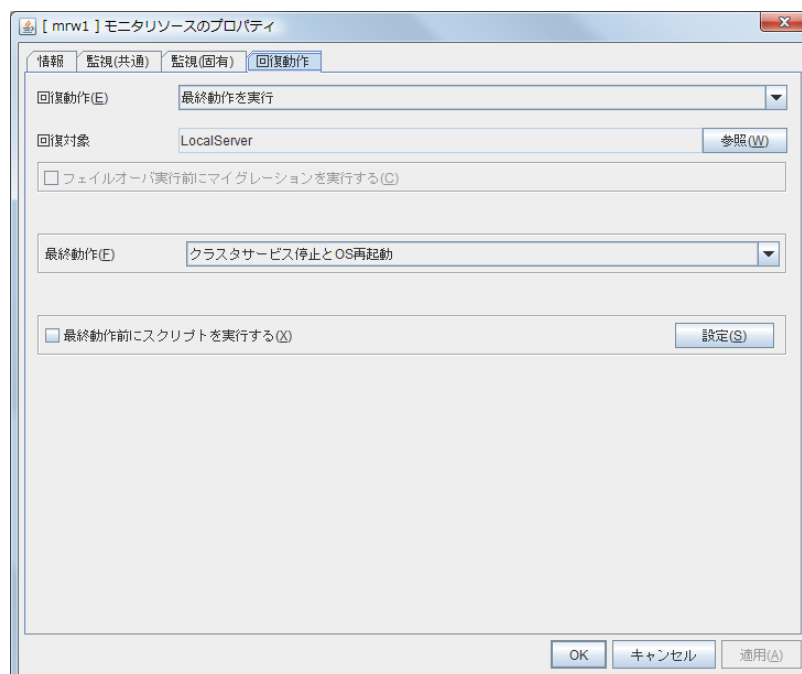 [ mrw1 ] モニタリソースのプロパティ
情報 監視(共通) 監視(固有) 回復動作
回復動作(E) 最終動作を実行
回復対象 LocalServer 参照(W)
フェイルオーバ実行前にマイグレーションを実行する(C)
最終動作(F) クラスタサービス停止とOS再起動
最終動作前にスクリプトを実行する(X) 設定(S)
OK キャンセル 適用(A)